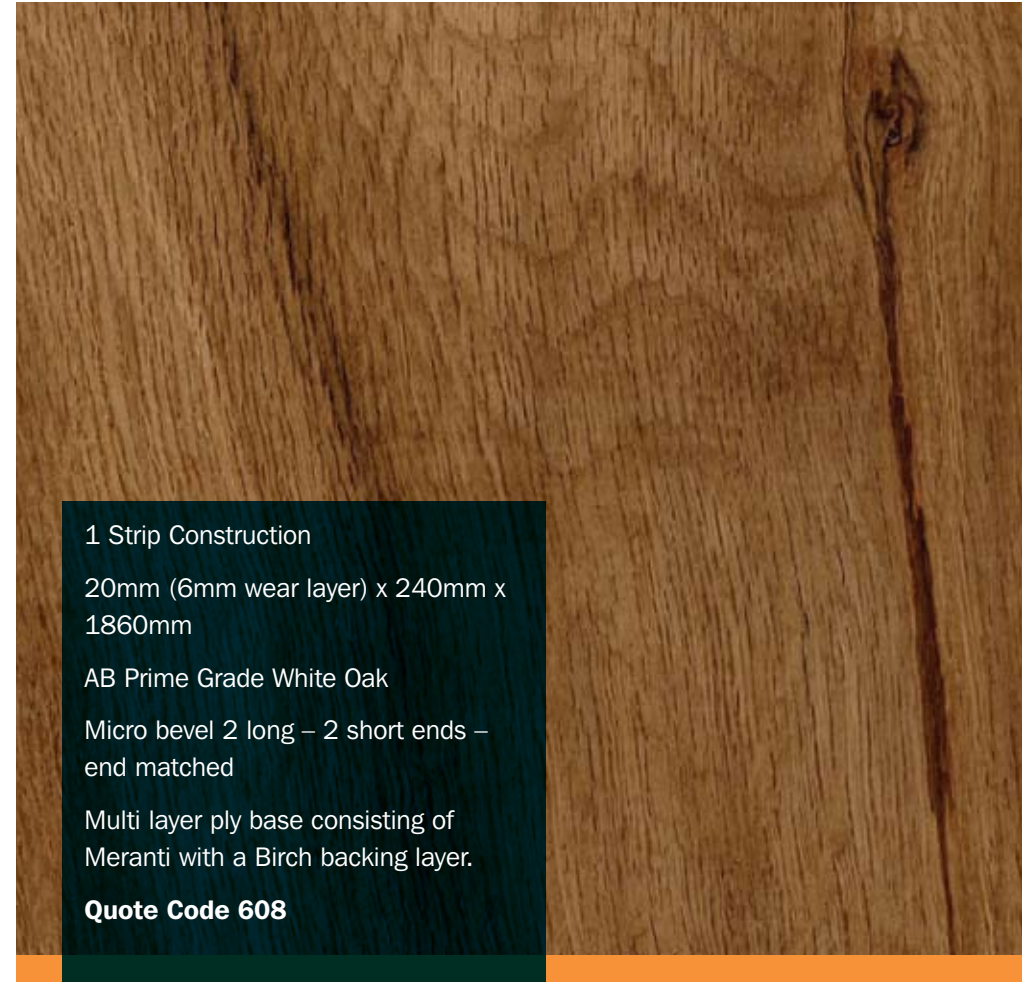 1 Strip Construction
20mm (6mm wear layer) x 240mm x
1860mm
AB Prime Grade White Oak
Micro bevel 2 long – 2 short ends –
end matched
Multi layer ply base consisting of
Meranti with a Birch backing layer.
Quote Code 608